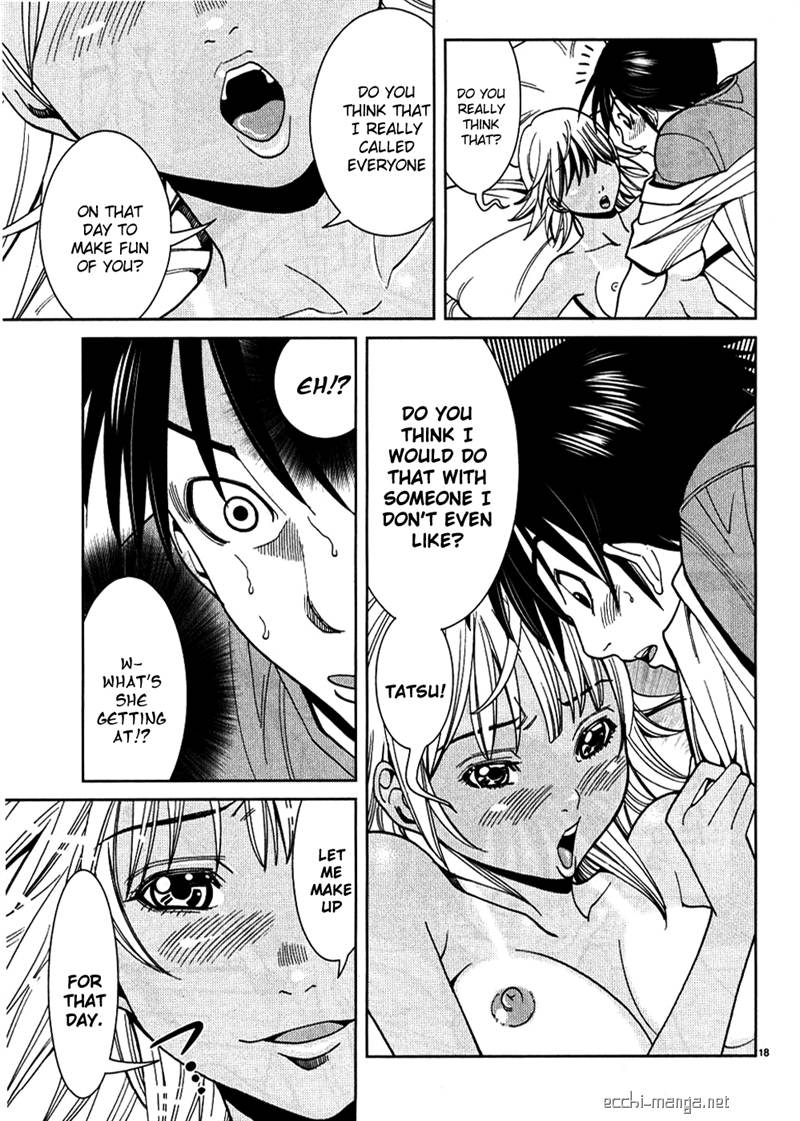 DO YOU
REALLY
THINK
THAT?
DO YOU
THINK THAT
I REALLY
CALLED
EVERYONE
ON THAT
DAY TO
MAKE FUN
OF YOU?
DO YOU
THINK I
WOULD DO
THAT WITH
SOMEONE I
DON'T EVEN
LIKE?
TATSU!
EH!?
W-
WHAT'S
SHE
GETTING
AT!?
LET
ME
MAKE
UP
FOR
THAT
DAY.
18
ecchi-manga.net